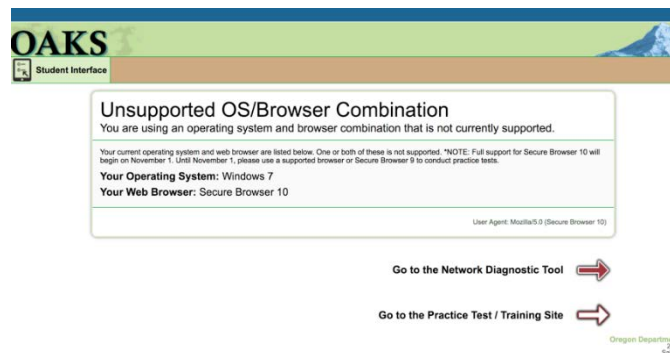 OAKS
Student Interface
Unsupported OS/Browser Combination
You are using an operating system and browser combination that is not currently supported.
Your current operating system and web browser are listed below. One or both of these is not supported. *NOTE: Full support for Secure Browser 10 will
begin on November 1. Until November 1, please use a supported browser or Secure Browser 9 to conduct practice tests.
Your Operating System: Windows 7
Your Web Browser: Secure Browser 10
User Agent: Mozilla/5.0 (Secure Browser 10)
Go to the Network Diagnostic Tool
Go to the Practice Test / Training Site
Oregon Departme